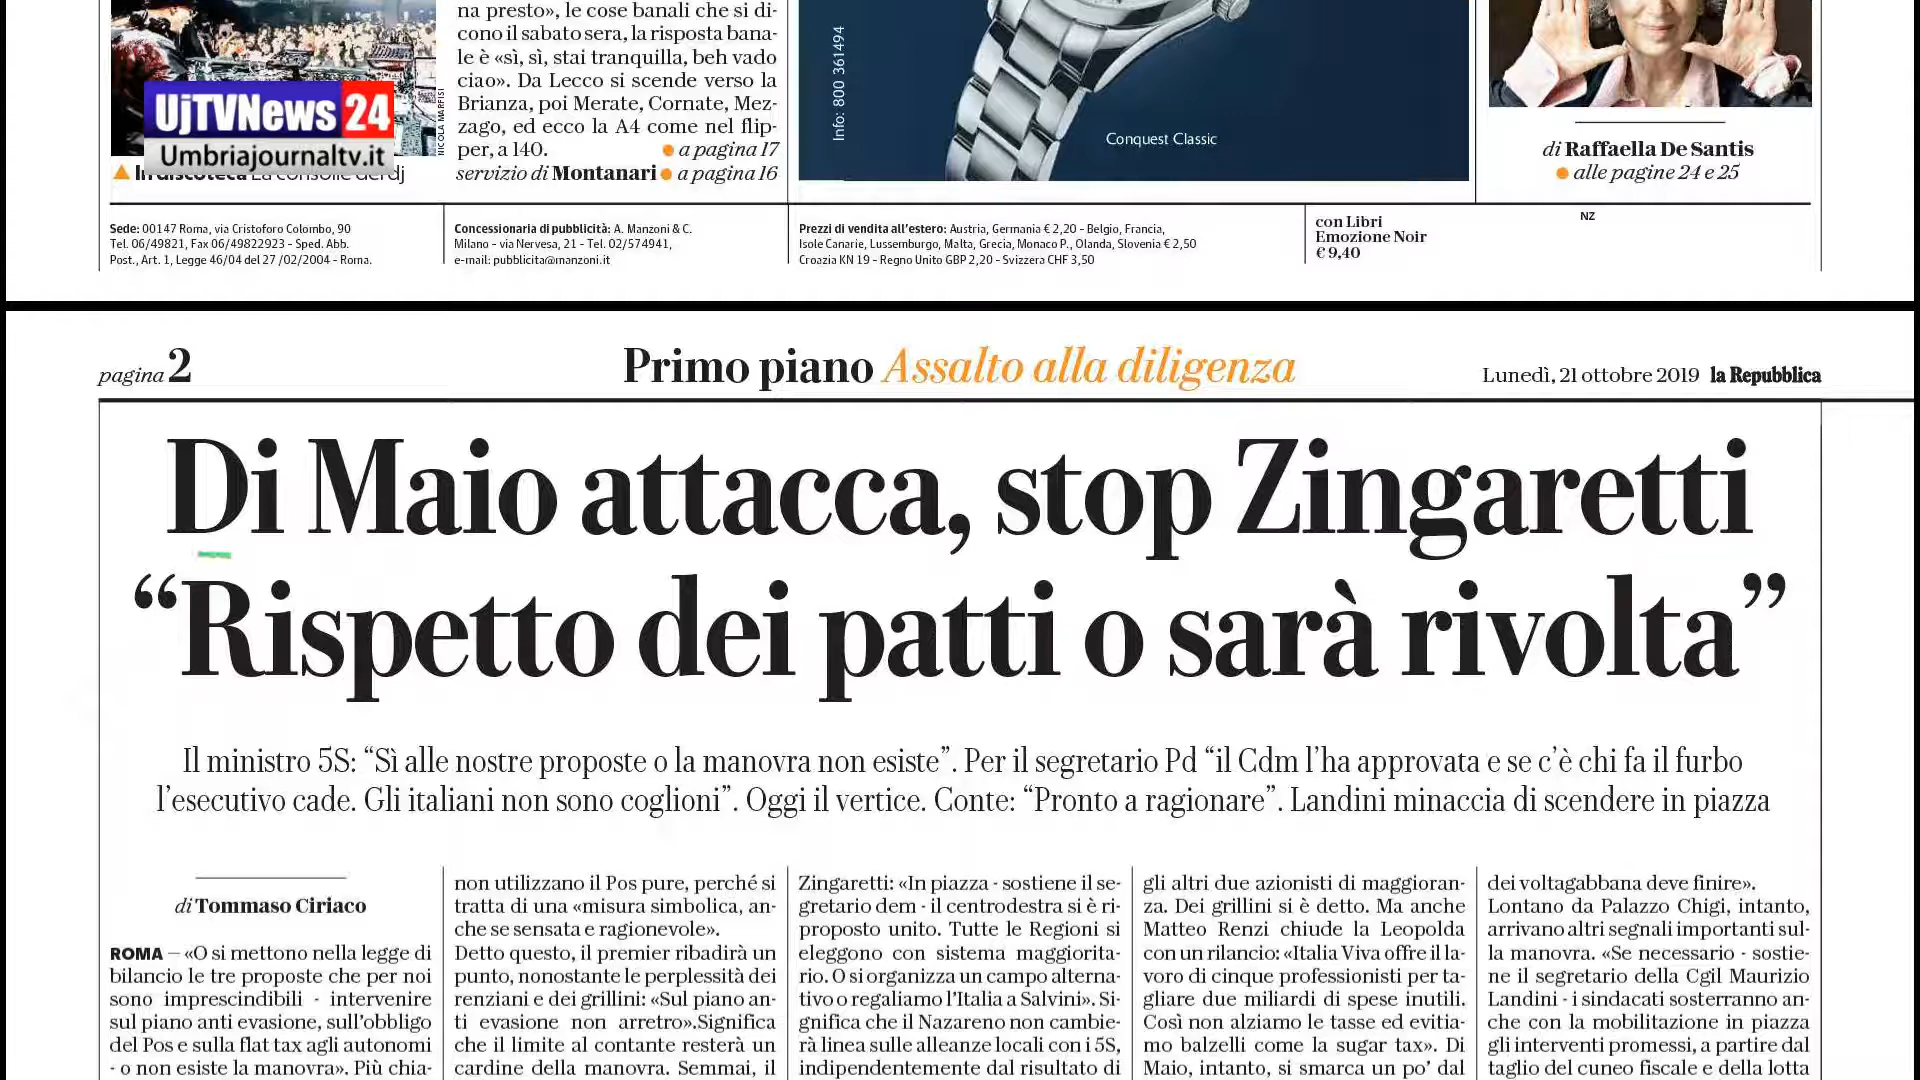 na presto», le cose banali che si di-
cono il sabato sera, la risposta bana-
le è «sì, sì, stai tranquilla, beh vado
ciao». Da Lecco si scende verso la
Brianza, poi Merate, Cornate, Mez-
zago, ed ecco la A4 come nel flip-
per, a 140. a pagina 17
servizio di Montanari a pagina 16
UjTVNews 24
Umbriajournaltv.it
NICOLA MARFISI
In discoteca La consolle del dj
Info: 800 361494
Conquest Classic
di Raffaella De Santis
alle pagine 24 e 25
Sede: 00147 Roma, via Cristoforo Colombo, 90
Tel. 06/49821, Fax 06/49822923 - Sped. Abb.
Post., Art. 1, Legge 46/04 del 27 /02/2004 - Roma.
Concessionaria di pubblicità: A. Manzoni & C.
Milano - via Nervesa, 21 - Tel. 02/574941,
e-mail: pubblicita@manzoni.it
Prezzi di vendita all'estero: Austria, Germania € 2,20 - Belgio, Francia,
Isole Canarie, Lussemburgo, Malta, Grecia, Monaco P., Olanda, Slovenia € 2,50
Croazia KN 19 - Regno Unito GBP 2,20 - Svizzera CHF 3,50
con Libri
Emozione Noir
€ 9,40
NZ
pagina 2
Primo piano Assalto alla diligenza
Lunedì, 21 ottobre 2019 la Repubblica
Di Maio attacca, stop Zingaretti
“Rispetto dei patti o sarà rivolta”
Il ministro 5S: “Sì alle nostre proposte o la manovra non esiste”. Per il segretario Pd “il Cdm l’ha approvata e se c’è chi fa il furbo
l’esecutivo cade. Gli italiani non sono coglioni”. Oggi il vertice. Conte: “Pronto a ragionare”. Landini minaccia di scendere in piazza
di Tommaso Ciriaco
ROMA – «O si mettono nella legge di
bilancio le tre proposte che per noi
sono imprescindibili - intervenire
sul piano anti evasione, sull’obbligo
del Pos e sulla flat tax agli autonomi
- o non esiste la manovra». Più chia-
non utilizzano il Pos pure, perché si
tratta di una «misura simbolica, an-
che se sensata e ragionevole».
Detto questo, il premier ribadirà un
punto, nonostante le perplessità dei
renziani e dei grillini: «Sul piano an-
ti evasione non arretro».Significa
che il limite al contante resterà un
cardine della manovra. Semmai, il
Zingaretti: «In piazza - sostiene il se-
gretario dem - il centrodestra si è ri-
proposto unito. Tutte le Regioni si
eleggono con sistema maggiorita-
rio. O si organizza un campo alterna-
tivo o regaliamo l’Italia a Salvini». Si-
gnifica che il Nazareno non cambie-
rà linea sulle alleanze locali con i 5S,
indipendentemente dal risultato di
gli altri due azionisti di maggioran-
za. Dei grillini si è detto. Ma anche
Matteo Renzi chiude la Leopolda
con un rilancio: «Italia Viva offre il la-
voro di cinque professionisti per ta-
gliare due miliardi di spese inutili.
Così non alziamo le tasse ed evitia-
mo balzelli come la sugar tax». Di
Maio, intanto, si smarca un po’ dal
dei voltagabbana deve finire».
Lontano da Palazzo Chigi, intanto,
arrivano altri segnali importanti sul-
la manovra. «Se necessario - sostie-
ne il segretario della Cgil Maurizio
Landini - i sindacati sosterranno an-
che con la mobilitazione in piazza
gli interventi promessi, a partire dal
taglio del cuneo fiscale e della lotta